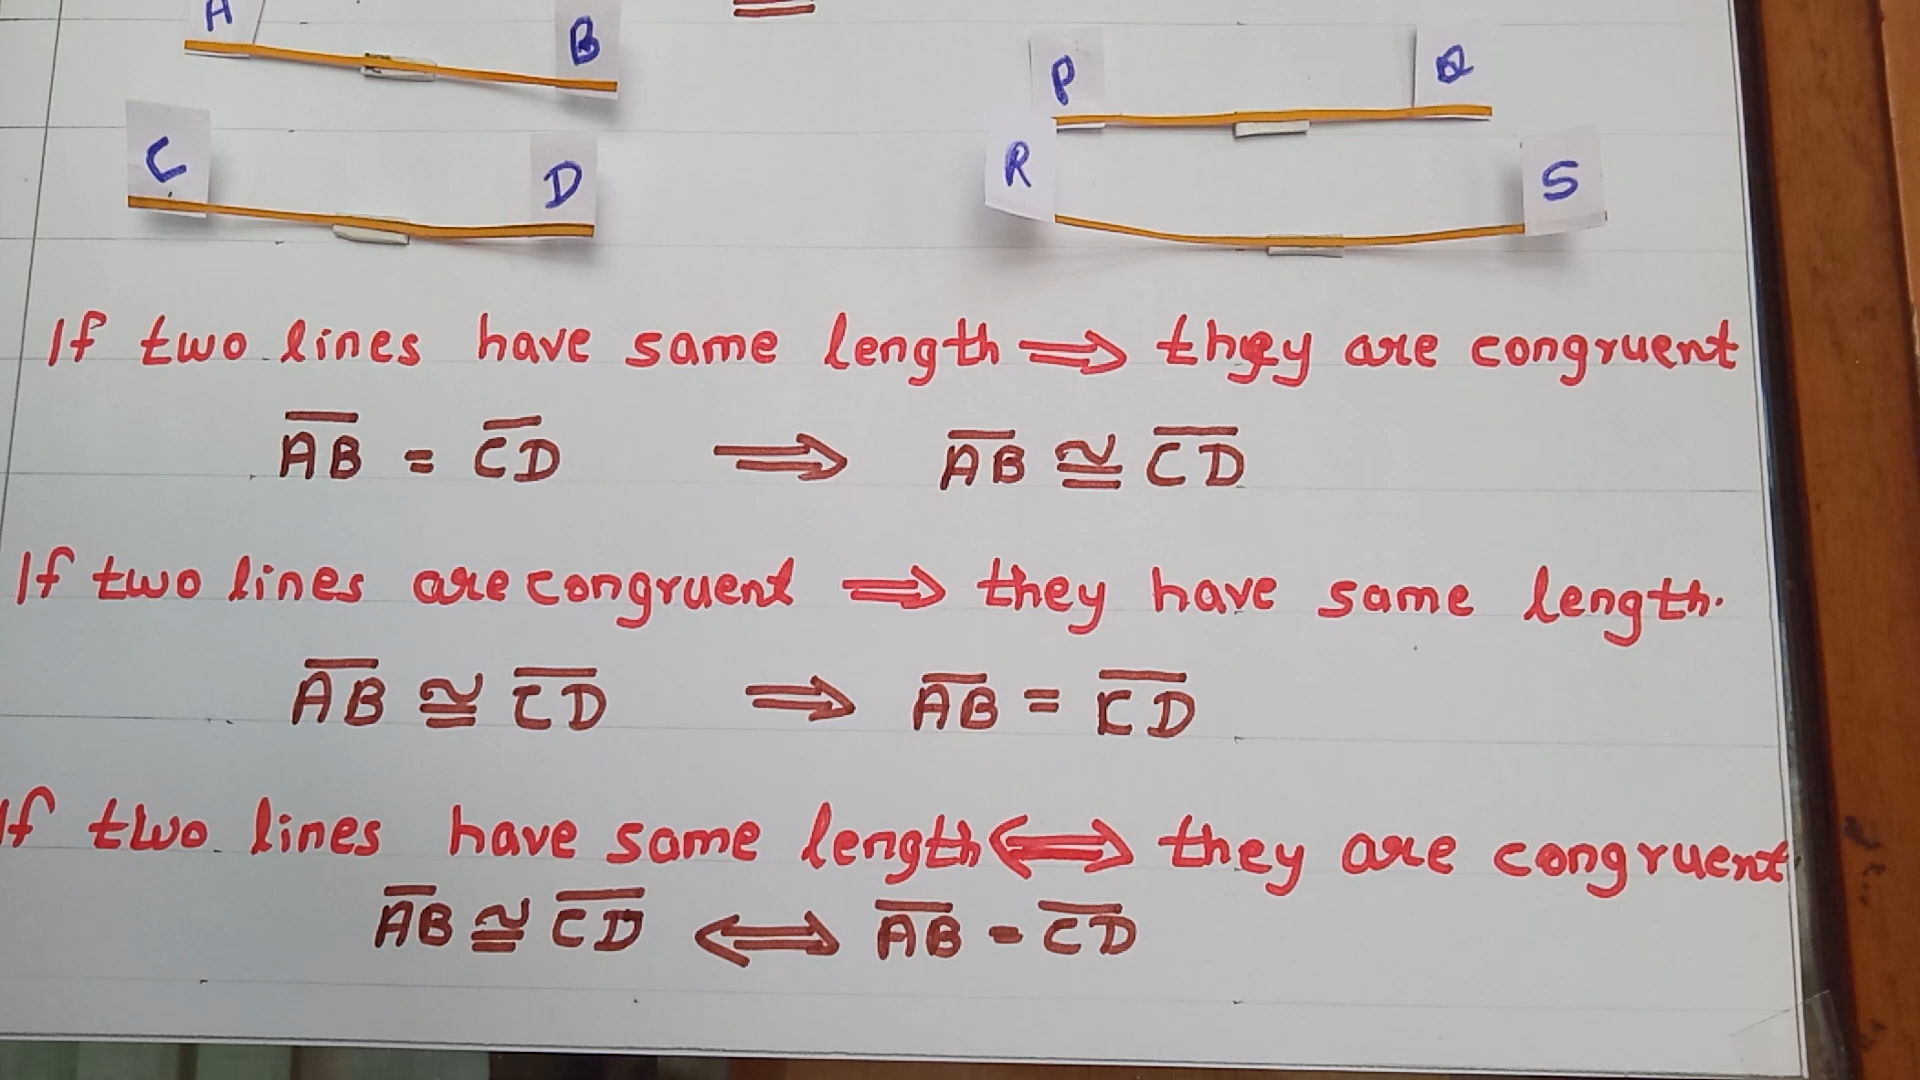 A B
P Q
C D
R S
If two lines have same length ⟹ they are congruent
A̅B̅ = C̅D̅ ⟹ A̅B̅ ≅ C̅D̅
If two lines are congruent ⟹ they have same length.
A̅B̅ ≅ C̅D̅ ⟹ A̅B̅ = C̅D̅
If two lines have same length ⟺ they are congruent
A̅B̅ ≅ C̅D̅ ⟺ A̅B̅ = C̅D̅